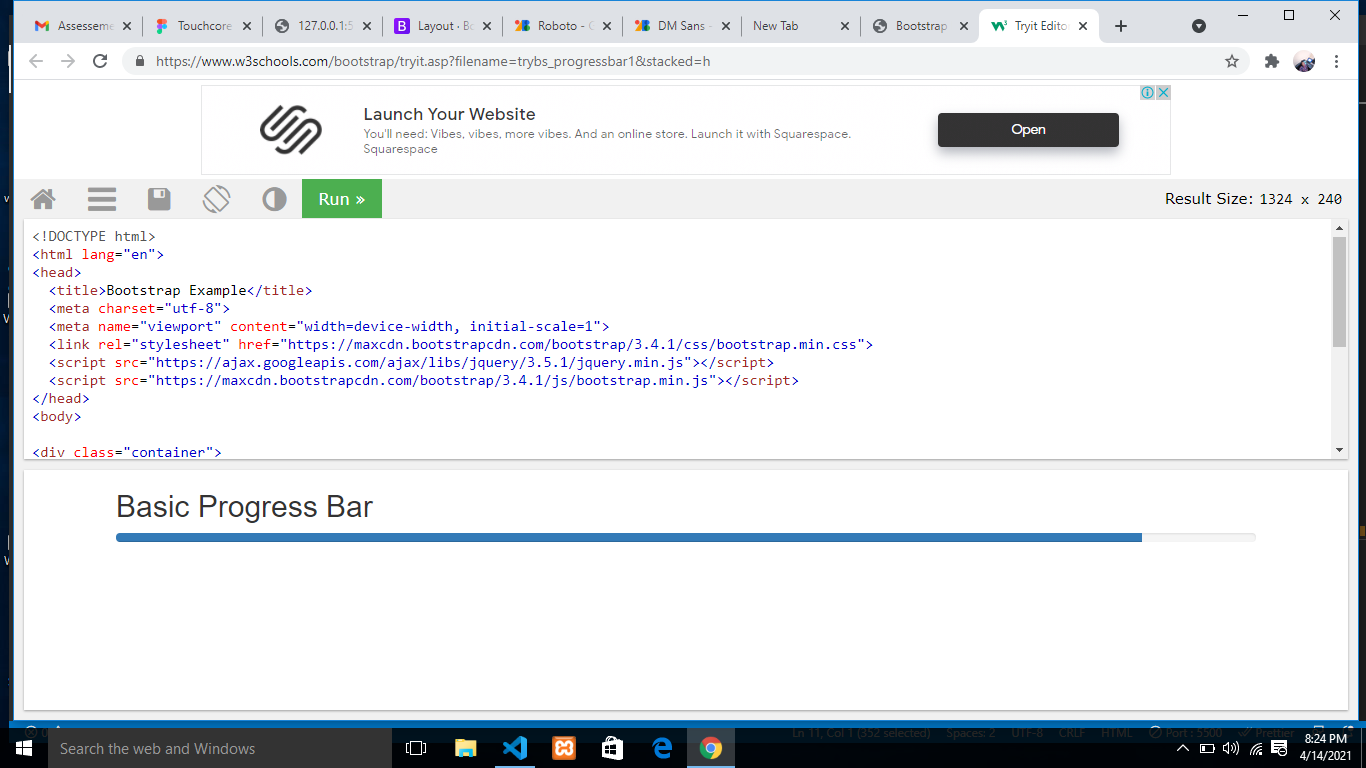 Assesseme
Touchcore
127.0.0.1:5
Layout · Bo
Roboto - G
DM Sans -
New Tab
Bootstrap
Tryit Edito
https://www.w3schools.com/bootstrap/tryit.asp?filename=trybs_progressbar1&stacked=h
Launch Your Website
You'll need: Vibes, vibes, more vibes. And an online store. Launch it with Squarespace.
Squarespace
Open
Run »
Result Size: 1324 x 240
<!DOCTYPE html>
<html lang="en">
<head>
<title>Bootstrap Example</title>
<meta charset="utf-8">
<meta name="viewport" content="width=device-width, initial-scale=1">
<link rel="stylesheet" href="https://maxcdn.bootstrapcdn.com/bootstrap/3.4.1/css/bootstrap.min.css">
<script src="https://ajax.googleapis.com/ajax/libs/jquery/3.5.1/jquery.min.js"></script>
<script src="https://maxcdn.bootstrapcdn.com/bootstrap/3.4.1/js/bootstrap.min.js"></script>
</head>
<body>
<div class="container">
Basic Progress Bar
Ln 11, Col 1 (352 selected) Spaces: 2 UTF-8 CRLF HTML Port : 5500 Prettier
Search the web and Windows
8:24 PM
4/14/2021